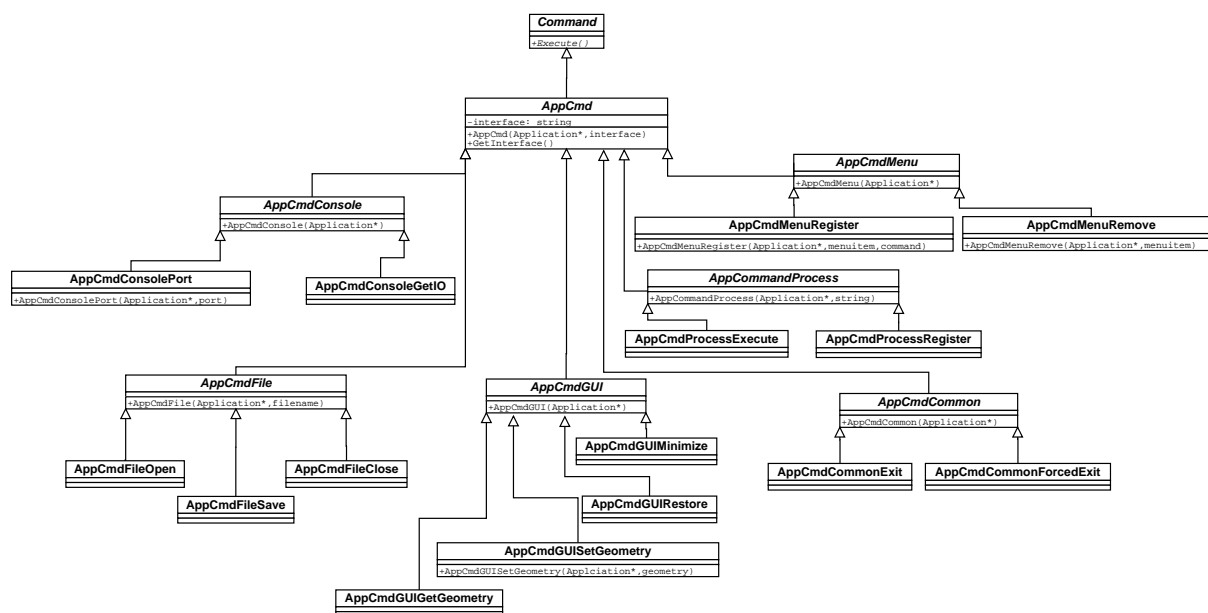 Command
+Execute()
AppCmd
-interface: string
+AppCmd(Application*,interface)
+GetInterface()
AppCmdMenu
+AppCmdMenu(Application*)
AppCmdConsole
+AppCmdConsole(Application*)
AppCmdMenuRegister
+AppCmdMenuRegister(Application*,menuitem,command)
AppCmdMenuRemove
+AppCmdMenuRemove(Application*,menuitem)
AppCmdConsolePort
+AppCmdConsolePort(Application*,port)
AppCmdConsoleGetIO
AppCommandProcess
+AppCommandProcess(Application*,string)
AppCmdProcessExecute
AppCmdProcessRegister
AppCmdFile
+AppCmdFile(Application*,filename)
AppCmdGUI
+AppCmdGUI(Application*)
AppCmdCommon
+AppCmdCommon(Application*)
AppCmdFileOpen
AppCmdFileClose
AppCmdFileSave
AppCmdGUIMinimize
AppCmdCommonExit
AppCmdCommonForcedExit
AppCmdGUIRestore
AppCmdGUISetGeometry
+AppCmdGUISetGeometry(Applciation*,geometry)
AppCmdGUIGetGeometry